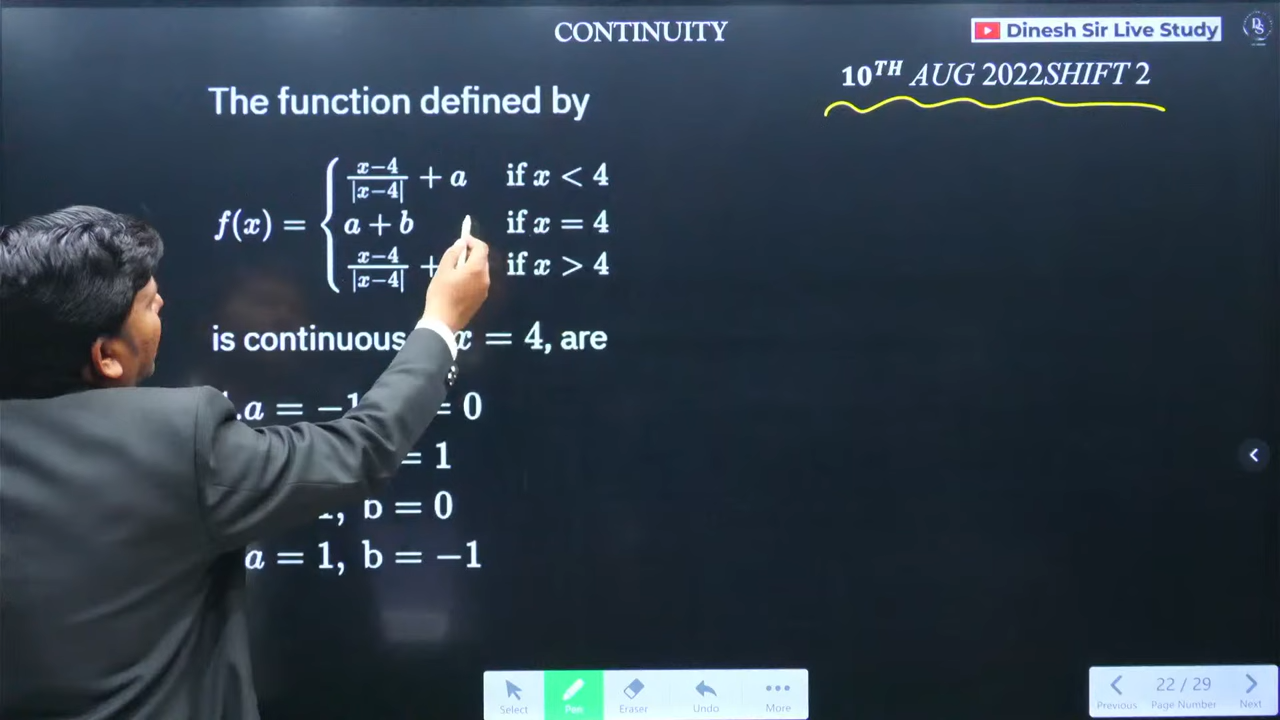 CONTINUITY
Dinesh Sir Live Study
DS
10ᵀᴴ AUG 2022SHIFT 2
The function defined by
f(x) = { (x−4)/|x−4| + a if x < 4
a + b if x = 4
(x−4)/|x−4| + if x > 4
is continuous x = 4, are
.a = −1 = 0
= 1
, b = 0
a = 1, b = −1
Select Pen Eraser Undo More
Previous 22 / 29 Page Number Next